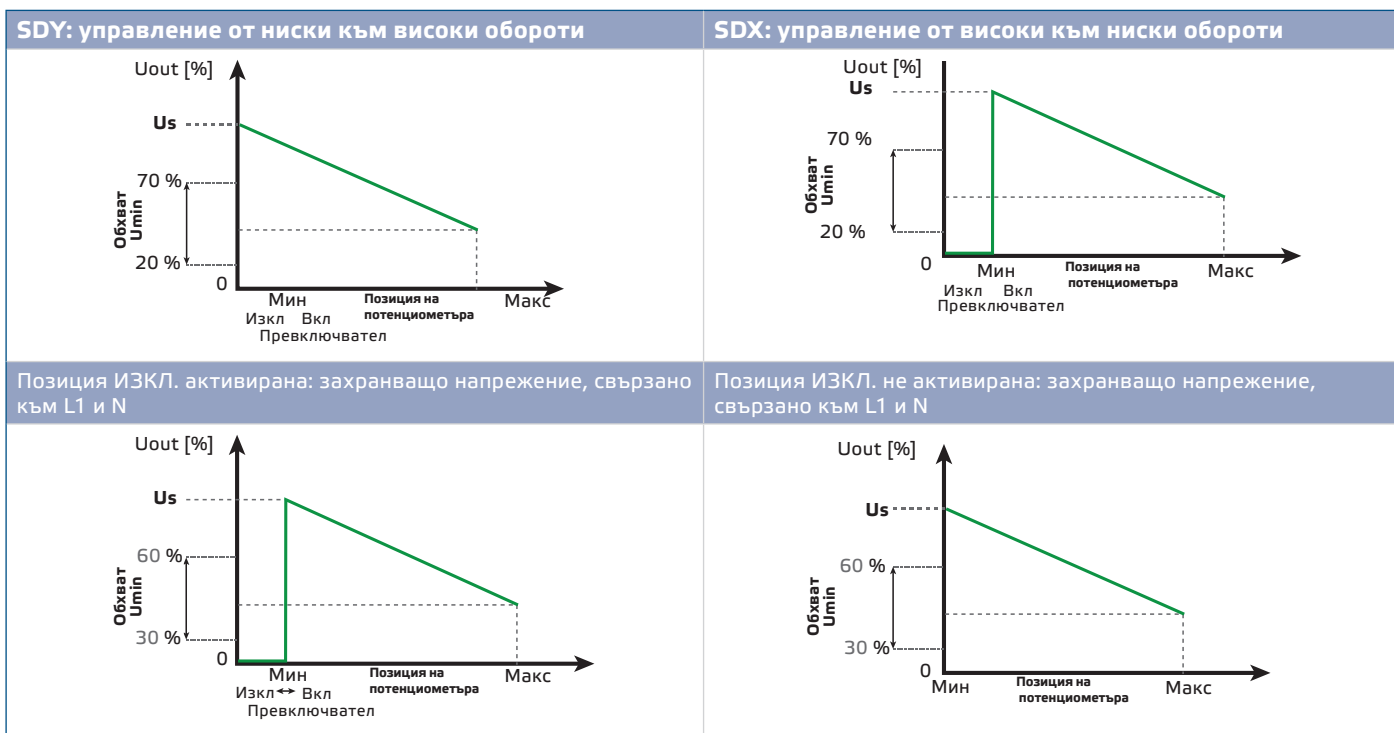 SDY: управление от ниски към високи обороти
Uout [%]
Us
70 %
Обхват
Umin
20 %
0
Мин
Позиция на
потенциометъра
Макс
Изкл Вкл
Превключвател
SDX: управление от високи към ниски обороти
Uout [%]
Us
70 %
Обхват
Umin
20 %
0
Мин
Позиция на
потенциометъра
Макс
Изкл Вкл
Превключвател
Позиция ИЗКЛ. активирана: захранващо напрежение, свързано
към L1 и N
Uout [%]
Us
60 %
Обхват
Umin
30 %
0
Мин
Позиция на
потенциометъра
Макс
Изкл Вкл
Превключвател
Позиция ИЗКЛ. не активирана: захранващо напрежение,
свързано към L1 и N
Uout [%]
Us
60 %
Обхват
Umin
30 %
0
Мин
Позиция на
потенциометъра
Макс